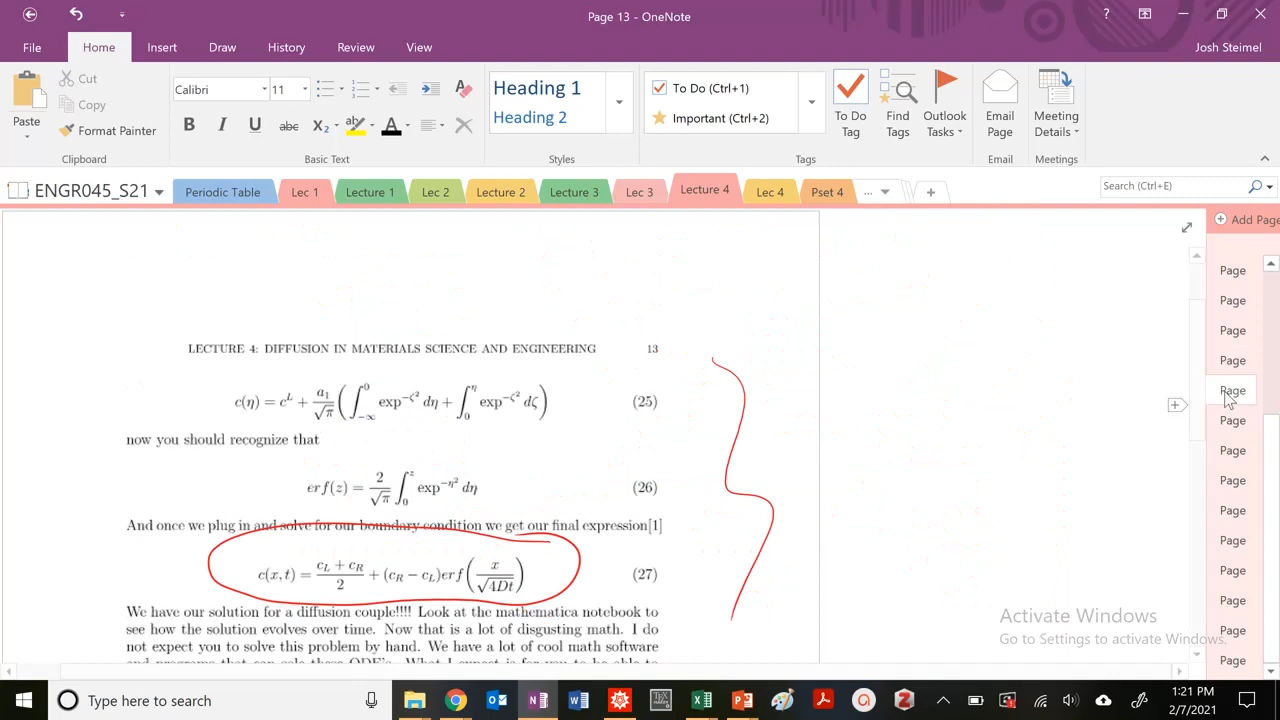 Page 13 - OneNote
Josh Steimel
File Home Insert Draw History Review View
Paste
Cut
Copy
Format Painter
Clipboard
Calibri 11
B I U abc X₂ ab A
Basic Text
Heading 1
Heading 2
Styles
To Do (Ctrl+1)
Important (Ctrl+2)
To Do Tag
Find Tags
Outlook Tasks
Tags
Email Page
Email
Meeting Details
Meetings
ENGR045_S21
Periodic Table Lec 1 Lecture 1 Lec 2 Lecture 2 Lecture 3 Lec 3 Lecture 4 Lec 4 Pset 4 ...
Search (Ctrl+E)
Add Page
Page
Page
Page
Page
Page
Page
Page
Page
Page
Page
Page
Page
Page
Page
LECTURE 4: DIFFUSION IN MATERIALS SCIENCE AND ENGINEERING 13
c(η) = c^L + a₁/√π ( ∫_{-∞}^{0} exp^{-ζ²} dη + ∫_{0}^{η} exp^{-ζ²} dζ ) (25)
now you should recognize that
erf(z) = 2/√π ∫_{0}^{z} exp^{-η²} dη (26)
And once we plug in and solve for our boundary condition we get our final expression[1]
c(x, t) = (c_L + c_R)/2 + (c_R − c_L)erf( x/√4Dt ) (27)
We have our solution for a diffusion couple!!!! Look at the mathematica notebook to
see how the solution evolves over time. Now that is a lot of disgusting math. I do
not expect you to solve this problem by hand. We have a lot of cool math software
Activate Windows
Go to Settings to activate Windows.
Type here to search
1:21 PM
2/7/2021